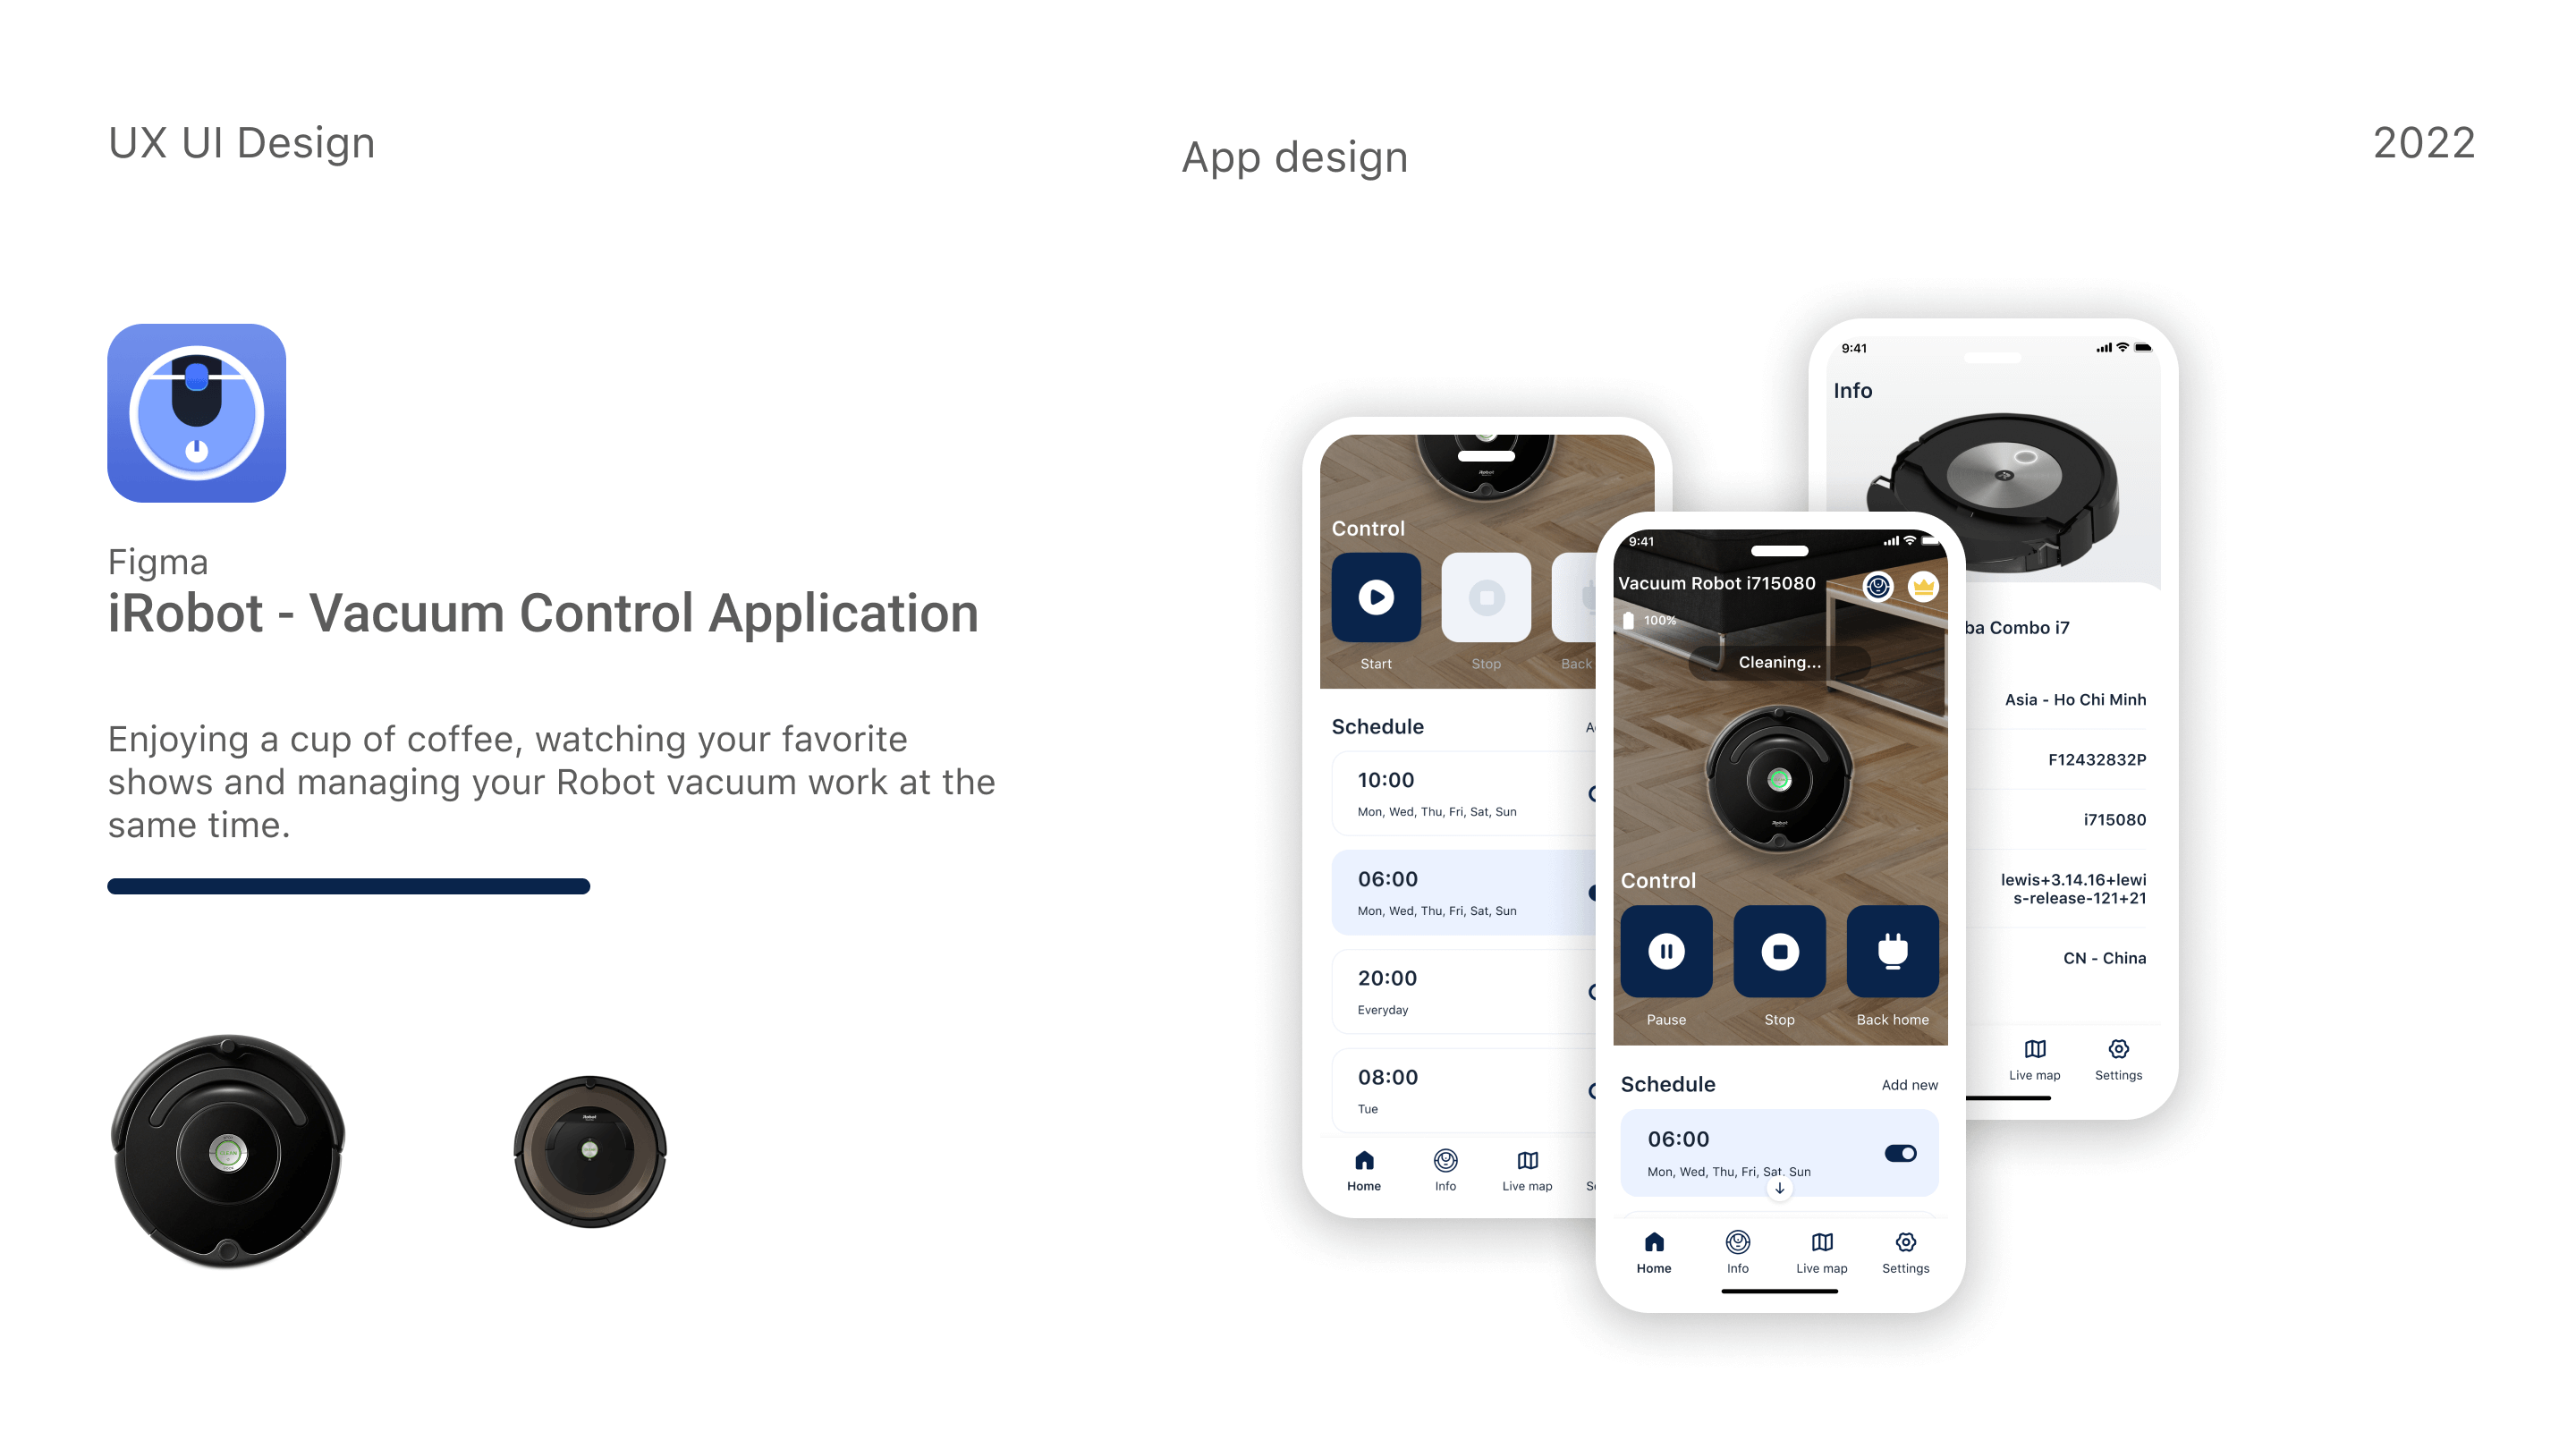 UX UI Design
App design
2022
Figma
iRobot - Vacuum Control Application
Enjoying a cup of coffee, watching your favorite
shows and managing your Robot vacuum work at the
same time.
Control
Start
Stop
Back
Schedule
10:00
Mon, Wed, Thu, Fri, Sat, Sun
06:00
Mon, Wed, Thu, Fri, Sat, Sun
20:00
Everyday
08:00
Tue
Home
Info
Live map
9:41
Vacuum Robot i715080
100%
Cleaning...
Control
Pause
Stop
Back home
Schedule
Add new
06:00
Mon, Wed, Thu, Fri, Sat, Sun
Home
Info
Live map
Settings
9:41
Info
ba Combo i7
Asia - Ho Chi Minh
F12432832P
i715080
lewis+3.14.16+lewi
s-release-121+21
CN - China
Live map
Settings
CLEAN